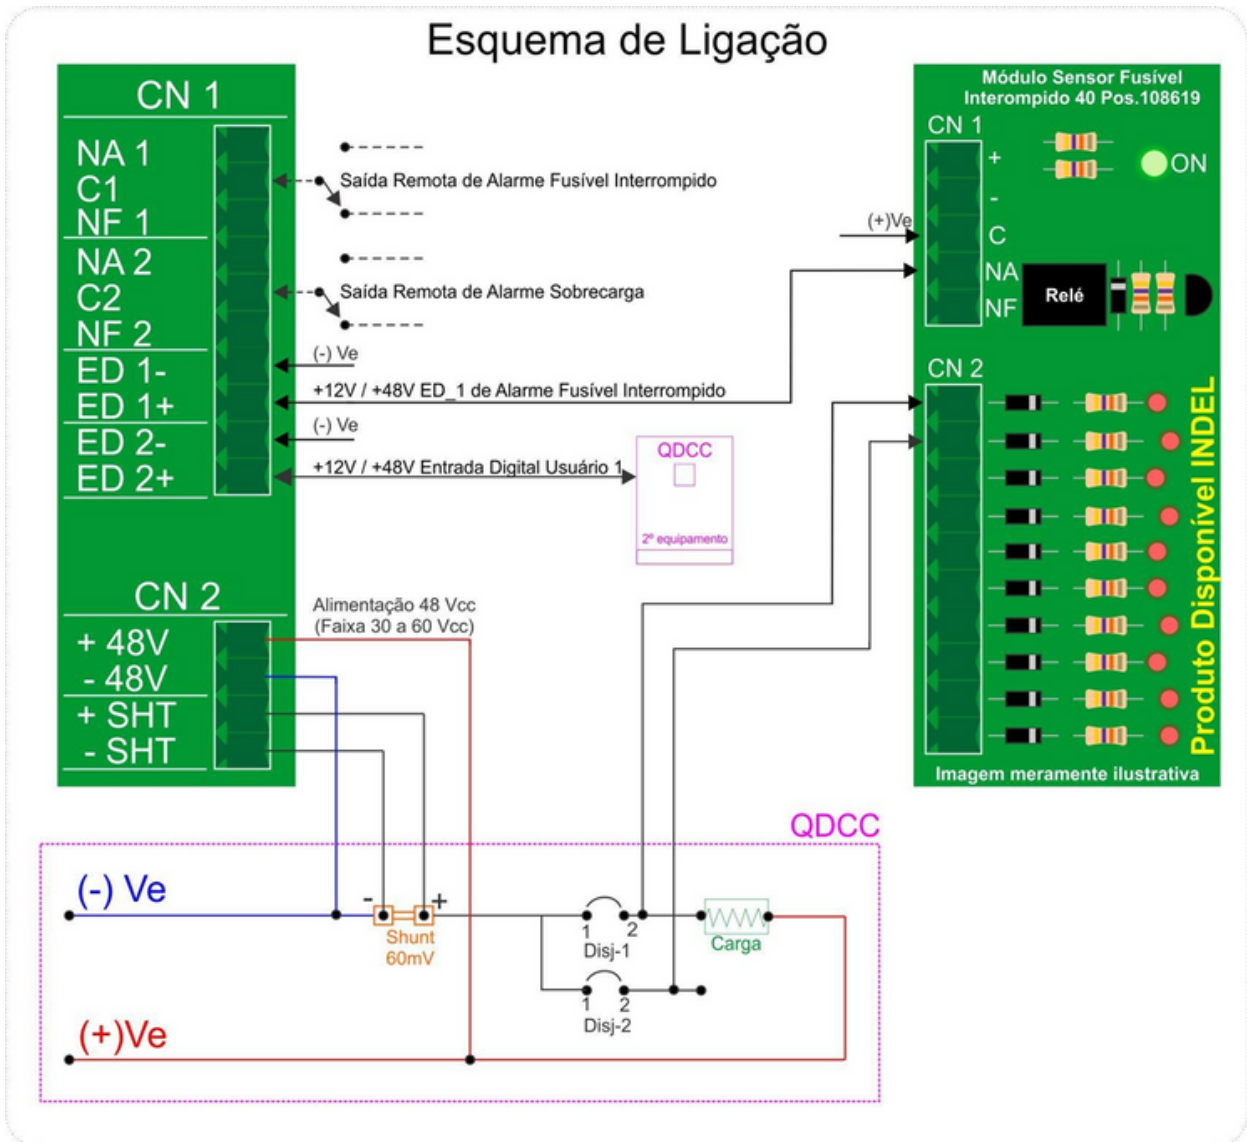 Esquema de Ligação
CN 1
NA 1
C1
NF 1
NA 2
C2
NF 2
ED 1-
ED 1+
ED 2-
ED 2+
CN 2
+ 48V
- 48V
+ SHT
- SHT
Saída Remota de Alarme Fusível Interrompido
Saída Remota de Alarme Sobrecarga
(-) Ve
+12V / +48V ED_1 de Alarme Fusível Interrompido
(-) Ve
+12V / +48V Entrada Digital Usuário 1
QDCC
2º equipamento
Alimentação 48 Vcc
(Faixa 30 a 60 Vcc)
Módulo Sensor Fusível
Interompido 40 Pos.108619
CN 1
+
-
C
NA
NF
ON
(+)Ve
Relé
CN 2
Produto Disponível INDEL
Imagem meramente ilustrativa
QDCC
(-) Ve
- +
Shunt
60mV
1 2
Disj-1
1 2
Disj-2
Carga
(+)Ve